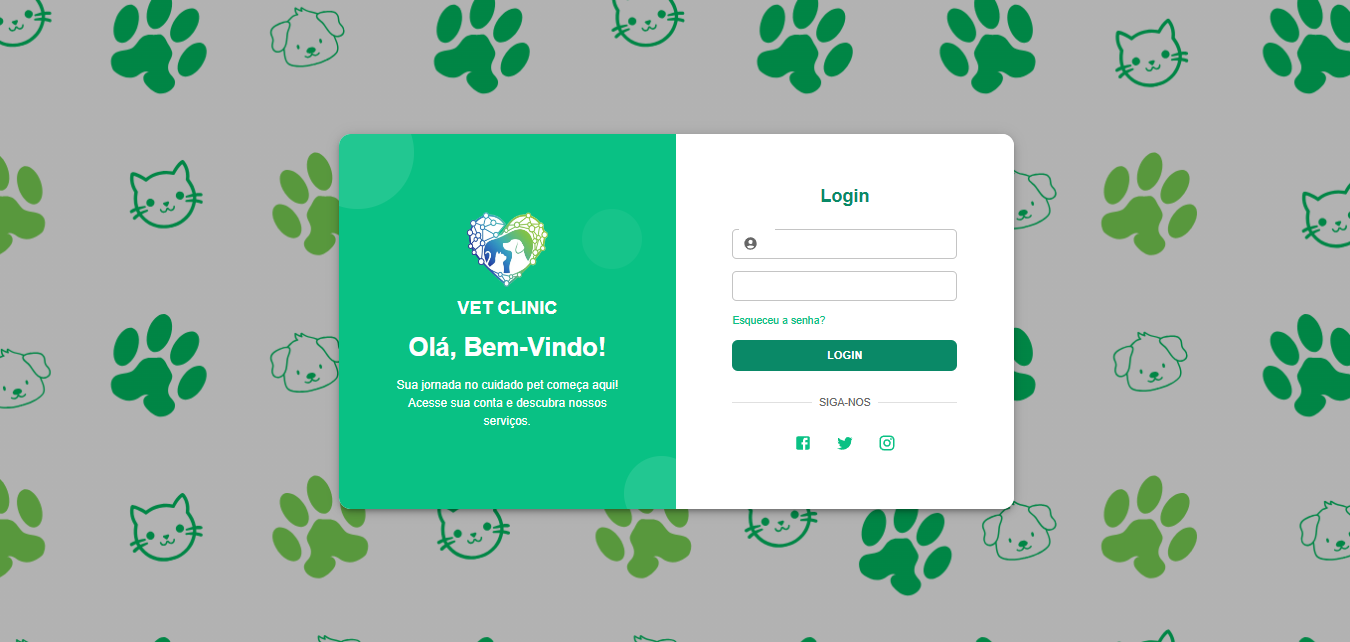 VET CLINIC
Olá, Bem-Vindo!
Sua jornada no cuidado pet começa aqui!
Acesse sua conta e descubra nossos
serviços.
Login
Esqueceu a senha?
LOGIN
SIGA-NOS